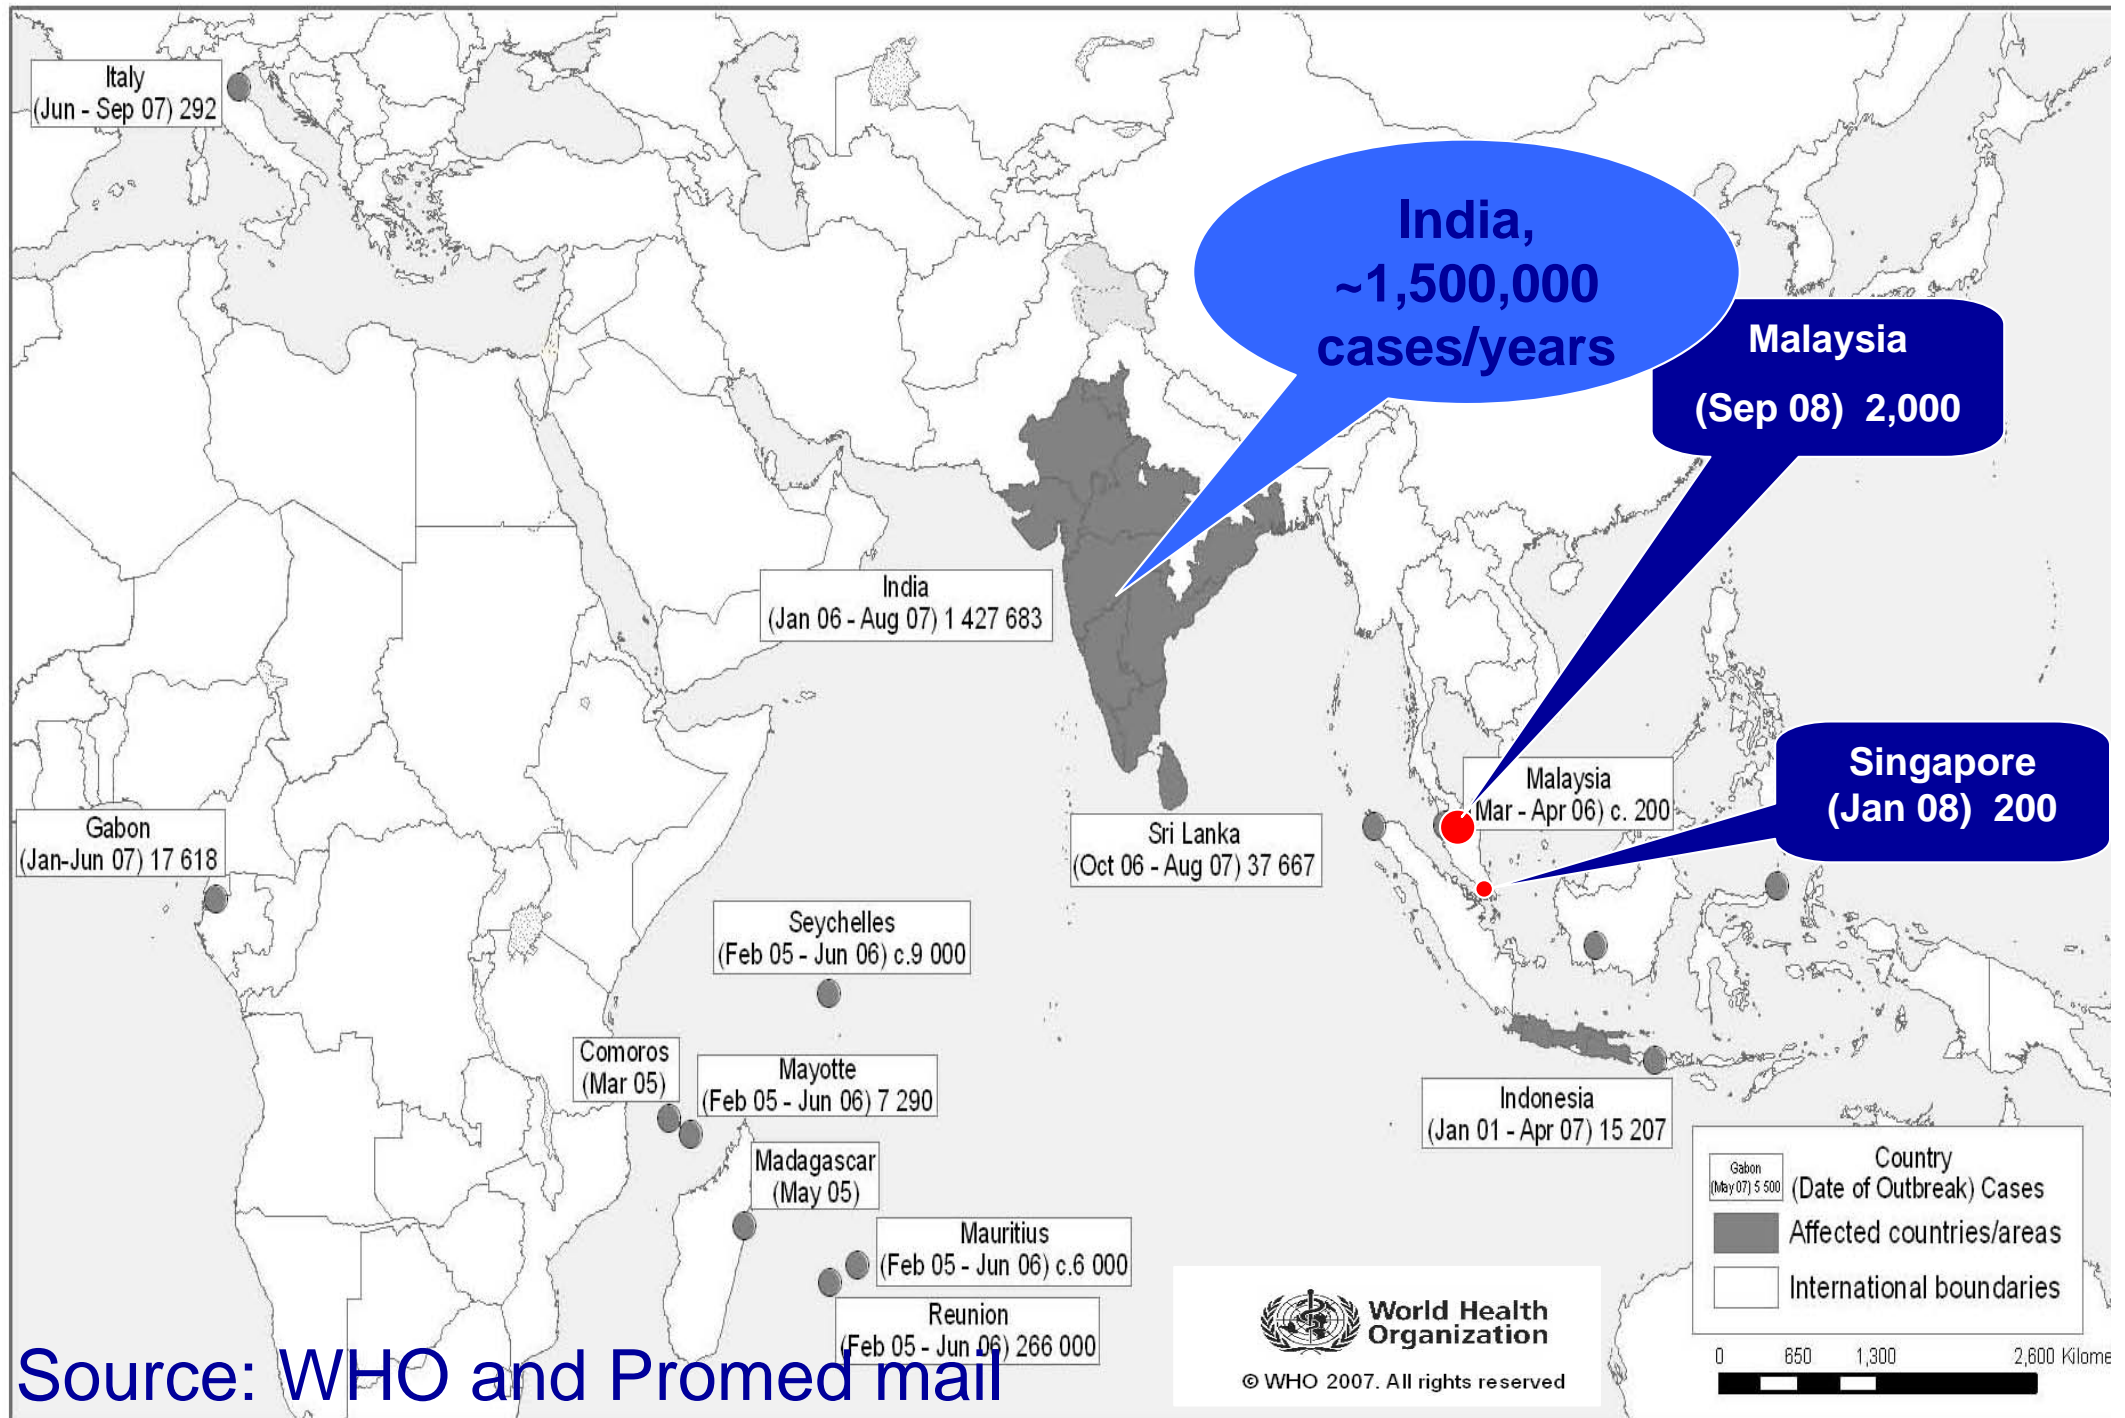 Italy
(Jun - Sep 07) 292
India,
~1,500,000
cases/years
Malaysia
(Sep 08) 2,000
India
(Jan 06 - Aug 07) 1 427 683
Singapore
(Jan 08) 200
Malaysia
Mar - Apr 06) c. 200
Gabon
(Jan-Jun 07) 17 618
Sri Lanka
(Oct 06 - Aug 07) 37 667
Seychelles
(Feb 05 - Jun 06) c.9 000
Comoros
(Mar 05)
Mayotte
(Feb 05 - Jun 06) 7 290
Indonesia
(Jan 01 - Apr 07) 15 207
Madagascar
(May 05)
Mauritius
(Feb 05 - Jun 06) c.6 000
Reunion
(Feb 05 - Jun 06) 266 000
Gabon
(May 07) 5 500
Country
(Date of Outbreak) Cases
Affected countries/areas
International boundaries
World Health
Organization
© WHO 2007. All rights reserved
0 650 1,300 2,600 Kilome
Source: WHO and Promed mail